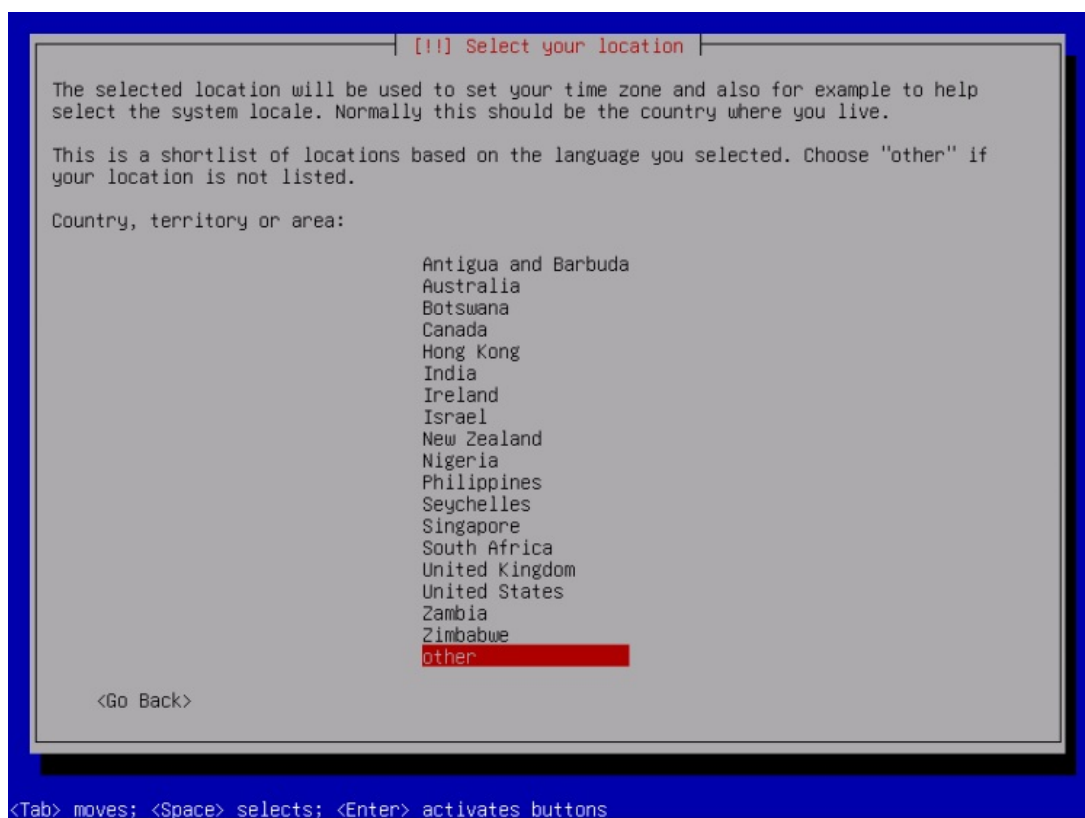 [!!] Select your location
The selected location will be used to set your time zone and also for example to help
select the system locale. Normally this should be the country where you live.
This is a shortlist of locations based on the language you selected. Choose "other" if
your location is not listed.
Country, territory or area:
Antigua and Barbuda
Australia
Botswana
Canada
Hong Kong
India
Ireland
Israel
New Zealand
Nigeria
Philippines
Seychelles
Singapore
South Africa
United Kingdom
United States
Zambia
Zimbabwe
other
<Go Back>
<Tab> moves; <Space> selects; <Enter> activates buttons